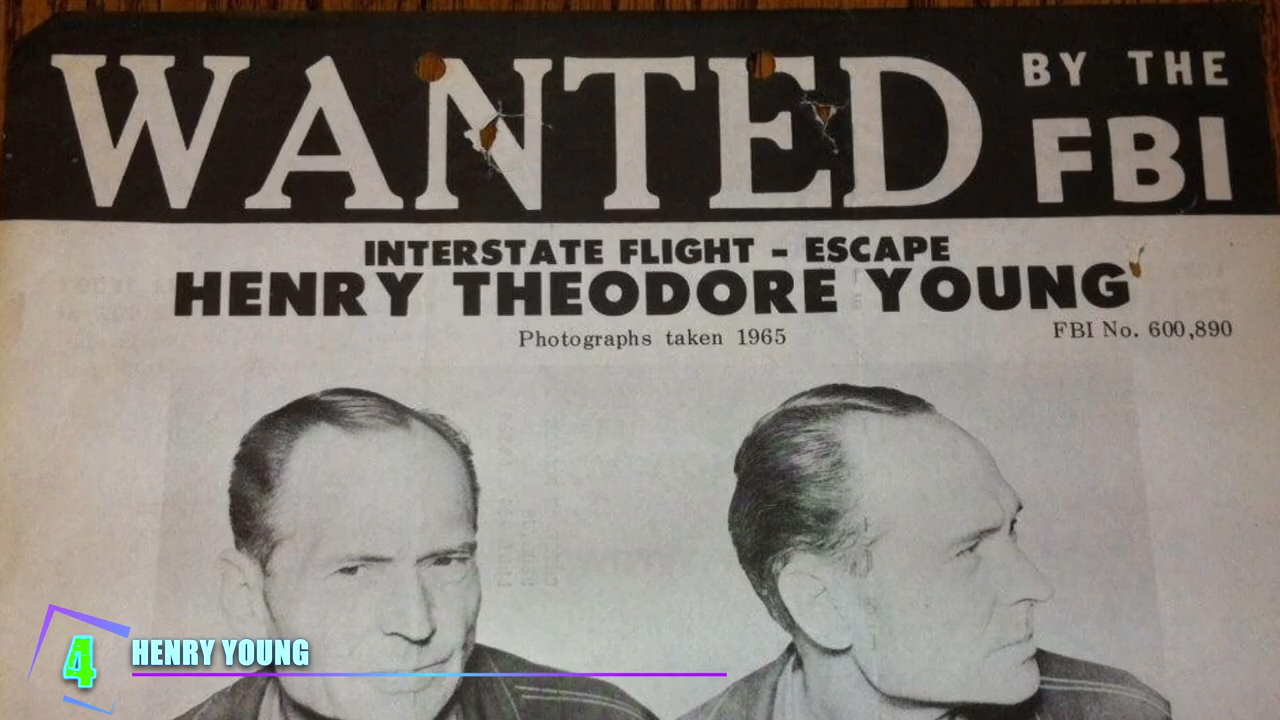 WANTED BY THE FBI
INTERSTATE FLIGHT - ESCAPE
HENRY THEODORE YOUNG
Photographs taken 1965
FBI No. 600,890
4 HENRY YOUNG